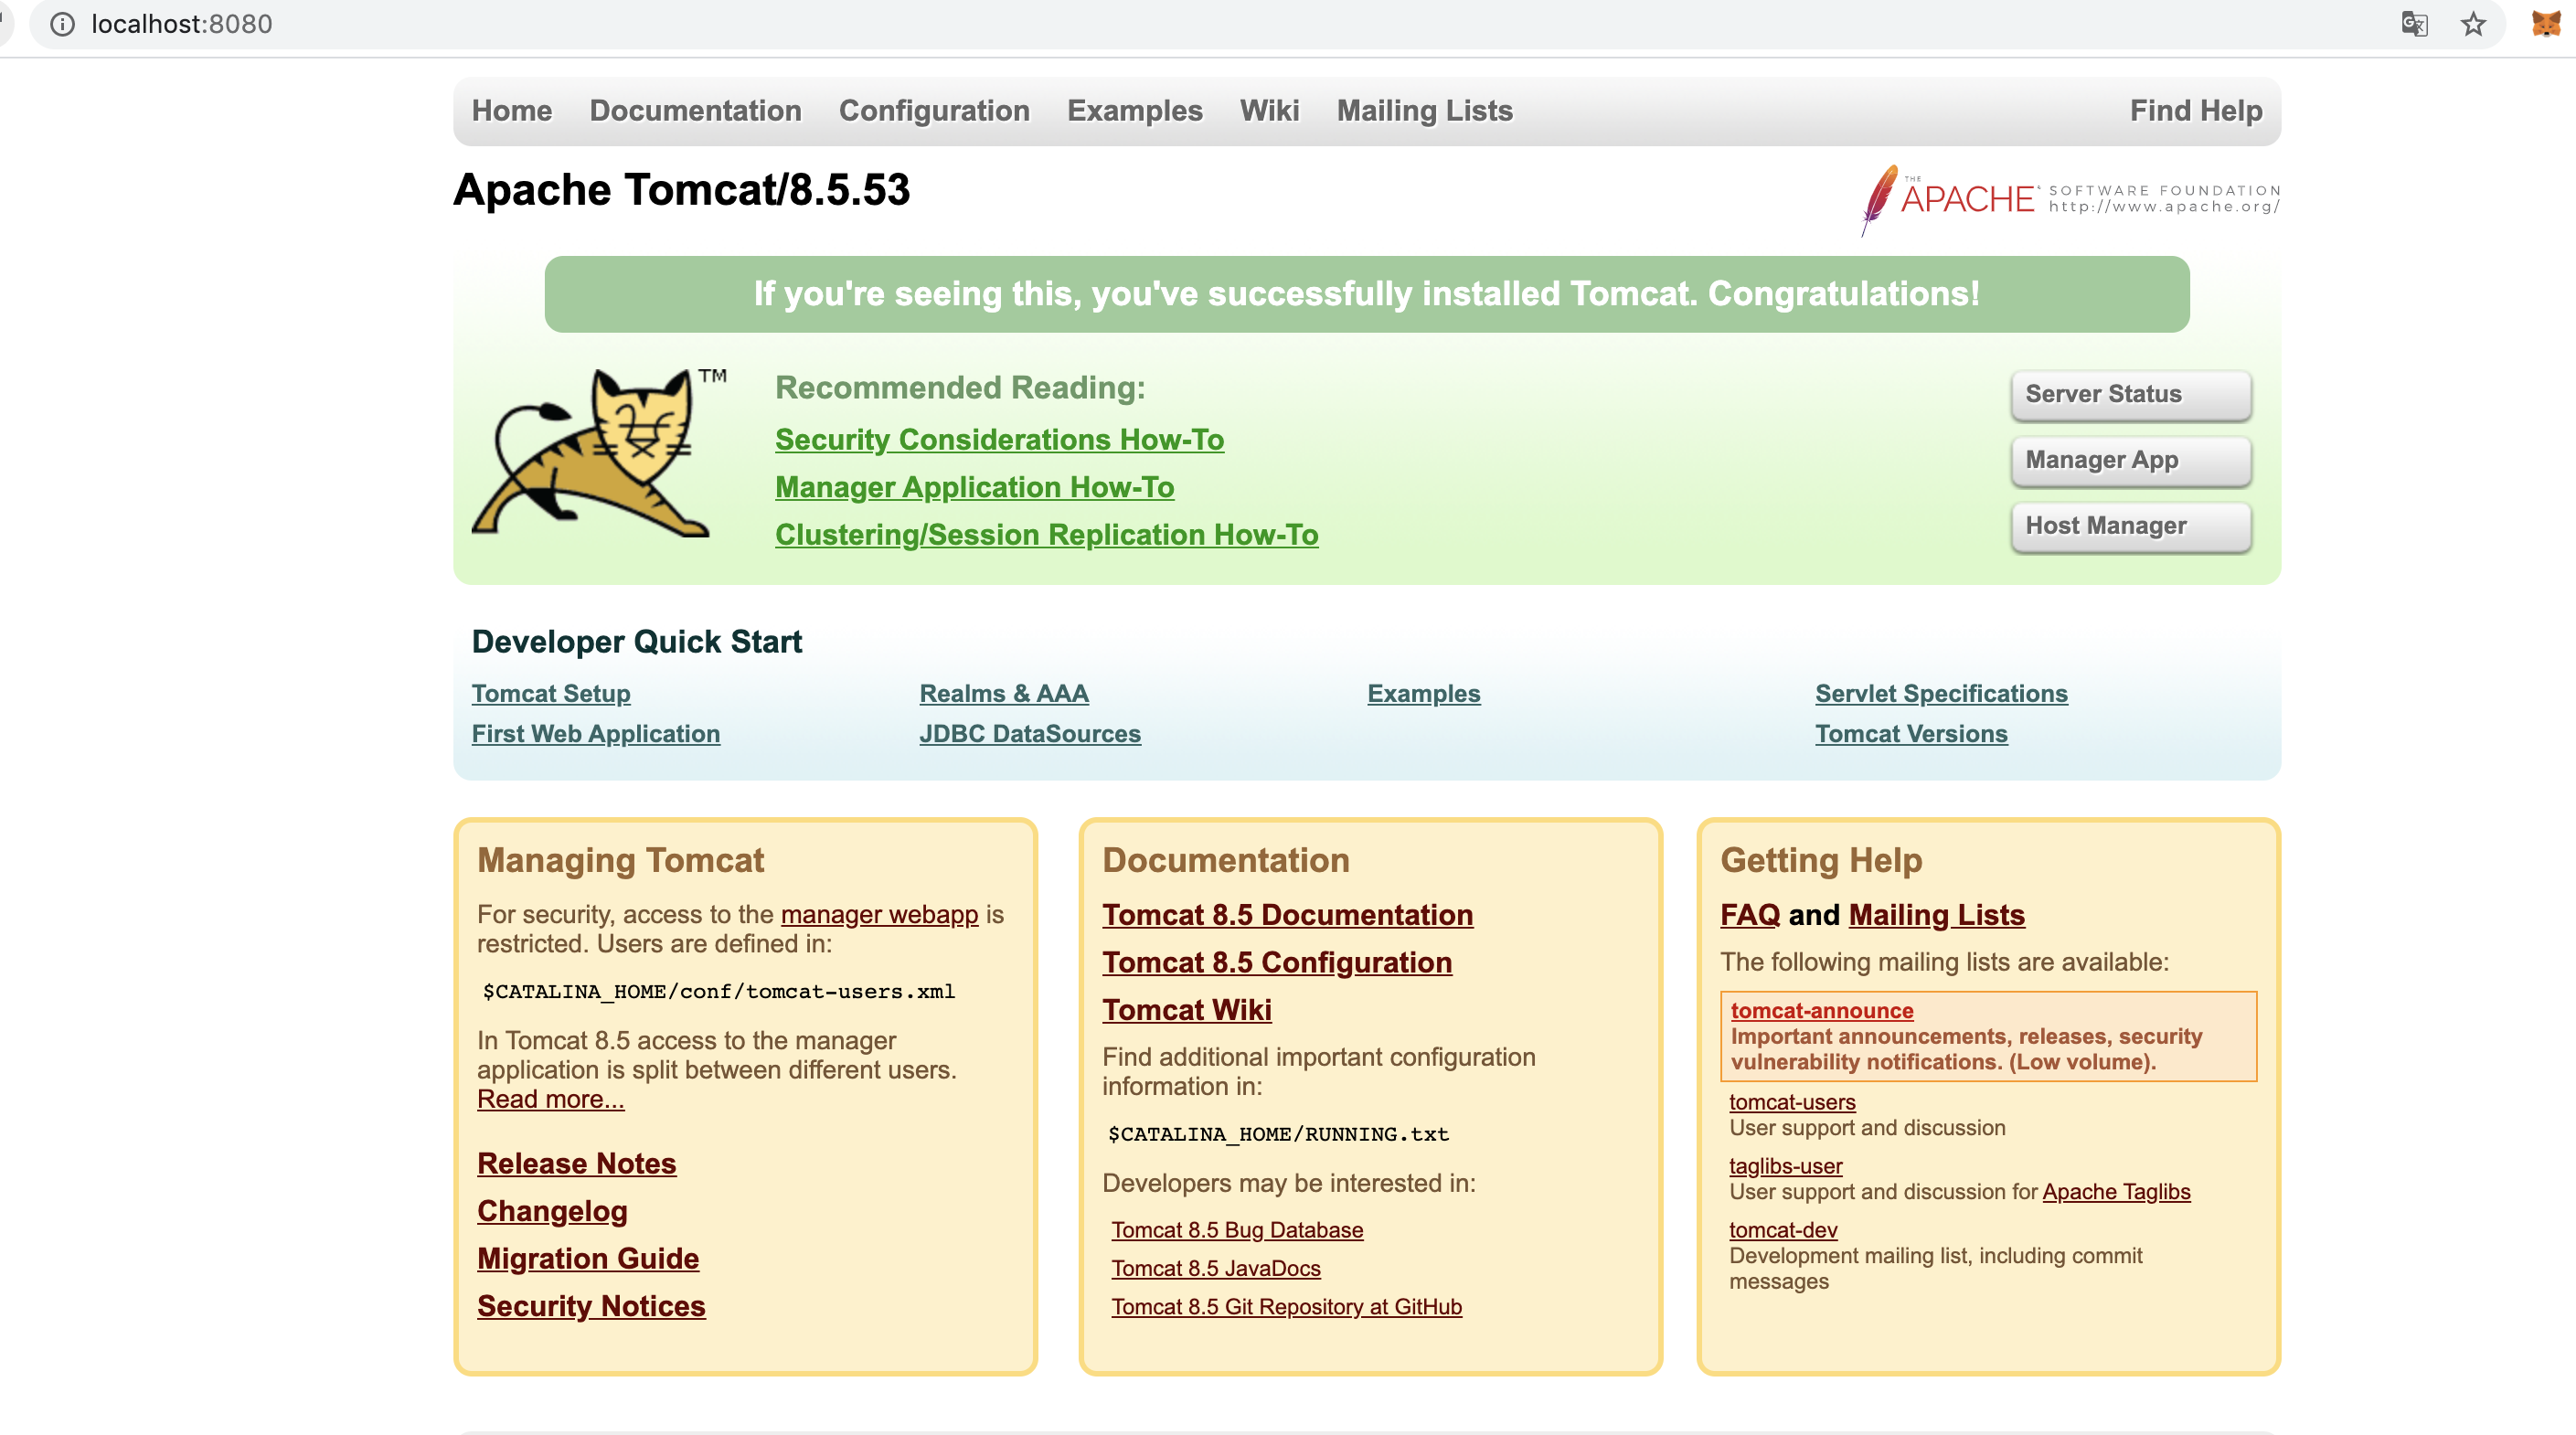 localhost:8080
Home Documentation Configuration Examples Wiki Mailing Lists Find Help
Apache Tomcat/8.5.53
THE APACHE SOFTWARE FOUNDATION
http://www.apache.org/
If you're seeing this, you've successfully installed Tomcat. Congratulations!
TM
Recommended Reading:
Security Considerations How-To
Manager Application How-To
Clustering/Session Replication How-To
Server Status
Manager App
Host Manager
Developer Quick Start
Tomcat Setup
First Web Application
Realms & AAA
JDBC DataSources
Examples
Servlet Specifications
Tomcat Versions
Managing Tomcat
For security, access to the manager webapp is
restricted. Users are defined in:
$CATALINA_HOME/conf/tomcat-users.xml
In Tomcat 8.5 access to the manager
application is split between different users.
Read more...
Release Notes
Changelog
Migration Guide
Security Notices
Documentation
Tomcat 8.5 Documentation
Tomcat 8.5 Configuration
Tomcat Wiki
Find additional important configuration
information in:
$CATALINA_HOME/RUNNING.txt
Developers may be interested in:
Tomcat 8.5 Bug Database
Tomcat 8.5 JavaDocs
Tomcat 8.5 Git Repository at GitHub
Getting Help
FAQ and Mailing Lists
The following mailing lists are available:
tomcat-announce
Important announcements, releases, security
vulnerability notifications. (Low volume).
tomcat-users
User support and discussion
taglibs-user
User support and discussion for Apache Taglibs
tomcat-dev
Development mailing list, including commit
messages